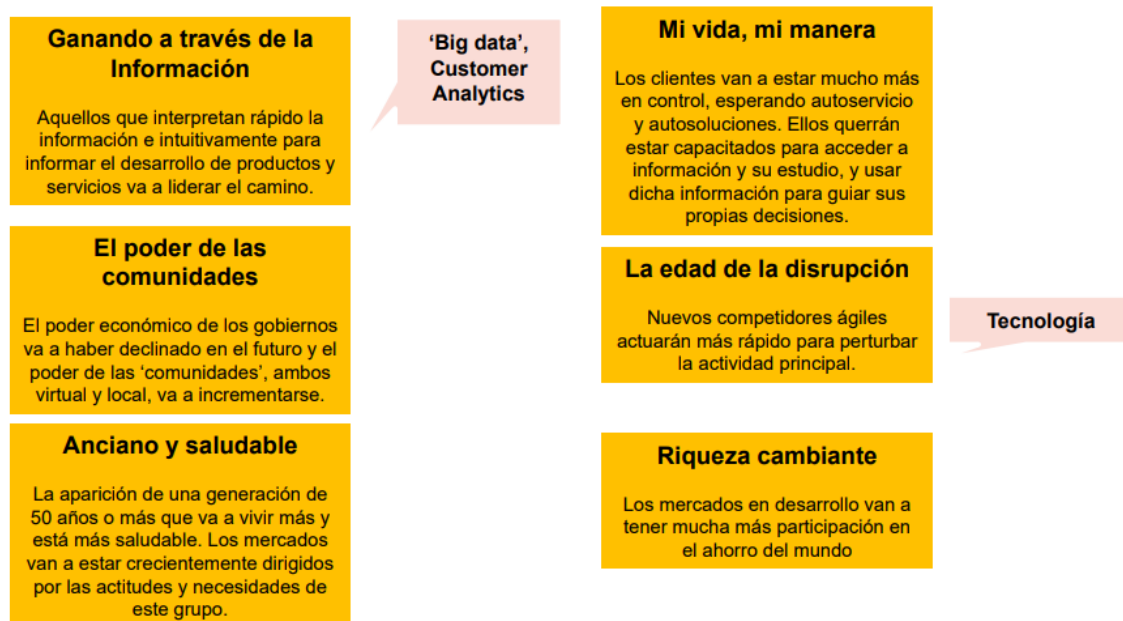 Ganando a través de la
Información
Aquellos que interpretan rápido la
información e intuitivamente para
informar el desarrollo de productos y
servicios va a liderar el camino.
‘Big data’,
Customer
Analytics
El poder de las
comunidades
El poder económico de los gobiernos
va a haber declinado en el futuro y el
poder de las ‘comunidades’, ambos
virtual y local, va a incrementarse.
Anciano y saludable
La aparición de una generación de
50 años o más que va a vivir más y
está más saludable. Los mercados
van a estar crecientemente dirigidos
por las actitudes y necesidades de
este grupo.
Mi vida, mi manera
Los clientes van a estar mucho más
en control, esperando autoservicio
y autosoluciones. Ellos querrán
estar capacitados para acceder a
información y su estudio, y usar
dicha información para guiar sus
propias decisiones.
La edad de la disrupción
Nuevos competidores ágiles
actuarán más rápido para perturbar
la actividad principal.
Tecnología
Riqueza cambiante
Los mercados en desarrollo van a
tener mucha más participación en
el ahorro del mundo